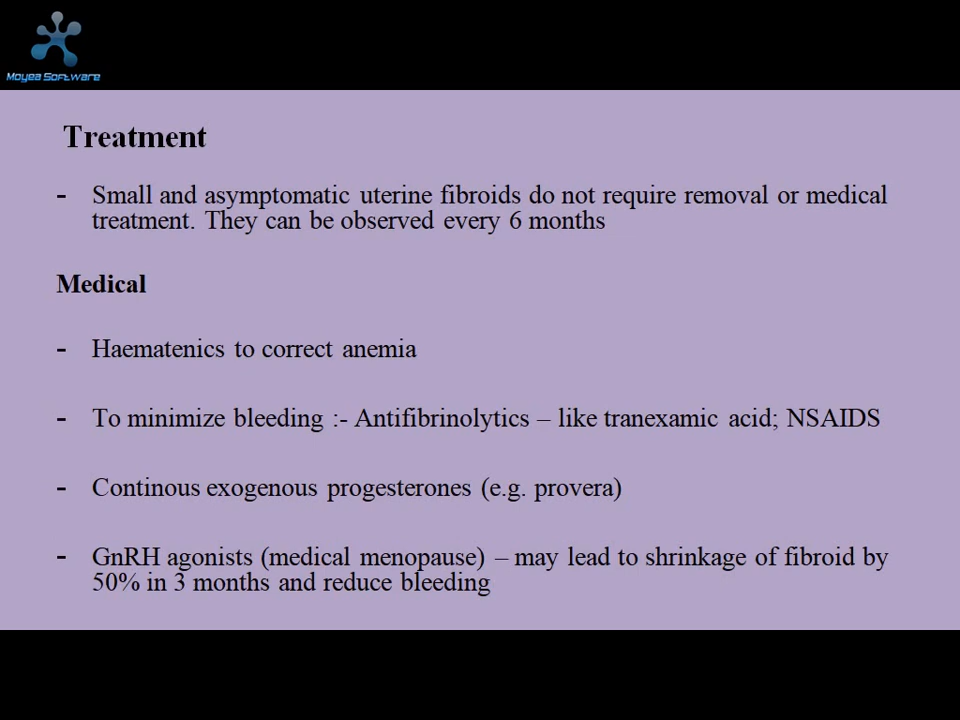 Moyea Software
Treatment
- Small and asymptomatic uterine fibroids do not require removal or medical
treatment. They can be observed every 6 months
Medical
- Haematenics to correct anemia
- To minimize bleeding :- Antifibrinolytics – like tranexamic acid; NSAIDS
- Continous exogenous progesterones (e.g. provera)
- GnRH agonists (medical menopause) – may lead to shrinkage of fibroid by
50% in 3 months and reduce bleeding